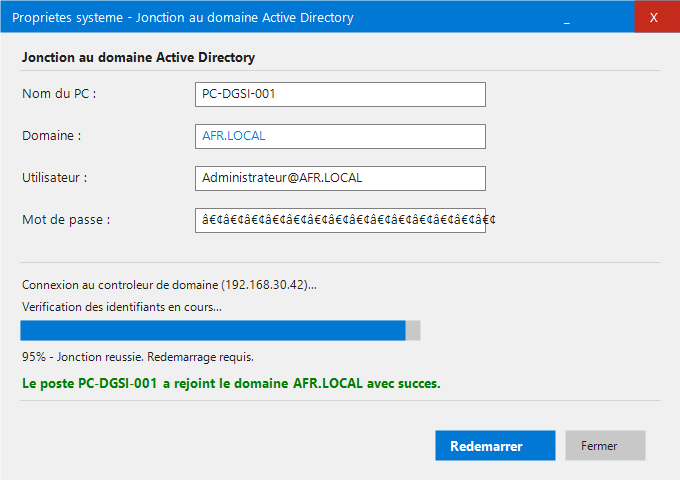 Proprietes systeme - Jonction au domaine Active Directory _ X
Jonction au domaine Active Directory
Nom du PC : PC-DGSI-001
Domaine : AFR.LOCAL
Utilisateur : Administrateur@AFR.LOCAL
Mot de passe : •••••••••••••â€¢
Connexion au controleur de domaine (192.168.30.42)...
Verification des identifiants en cours...
95% - Jonction reussie. Redemarrage requis.
Le poste PC-DGSI-001 a rejoint le domaine AFR.LOCAL avec succes.
Redemarrer Fermer